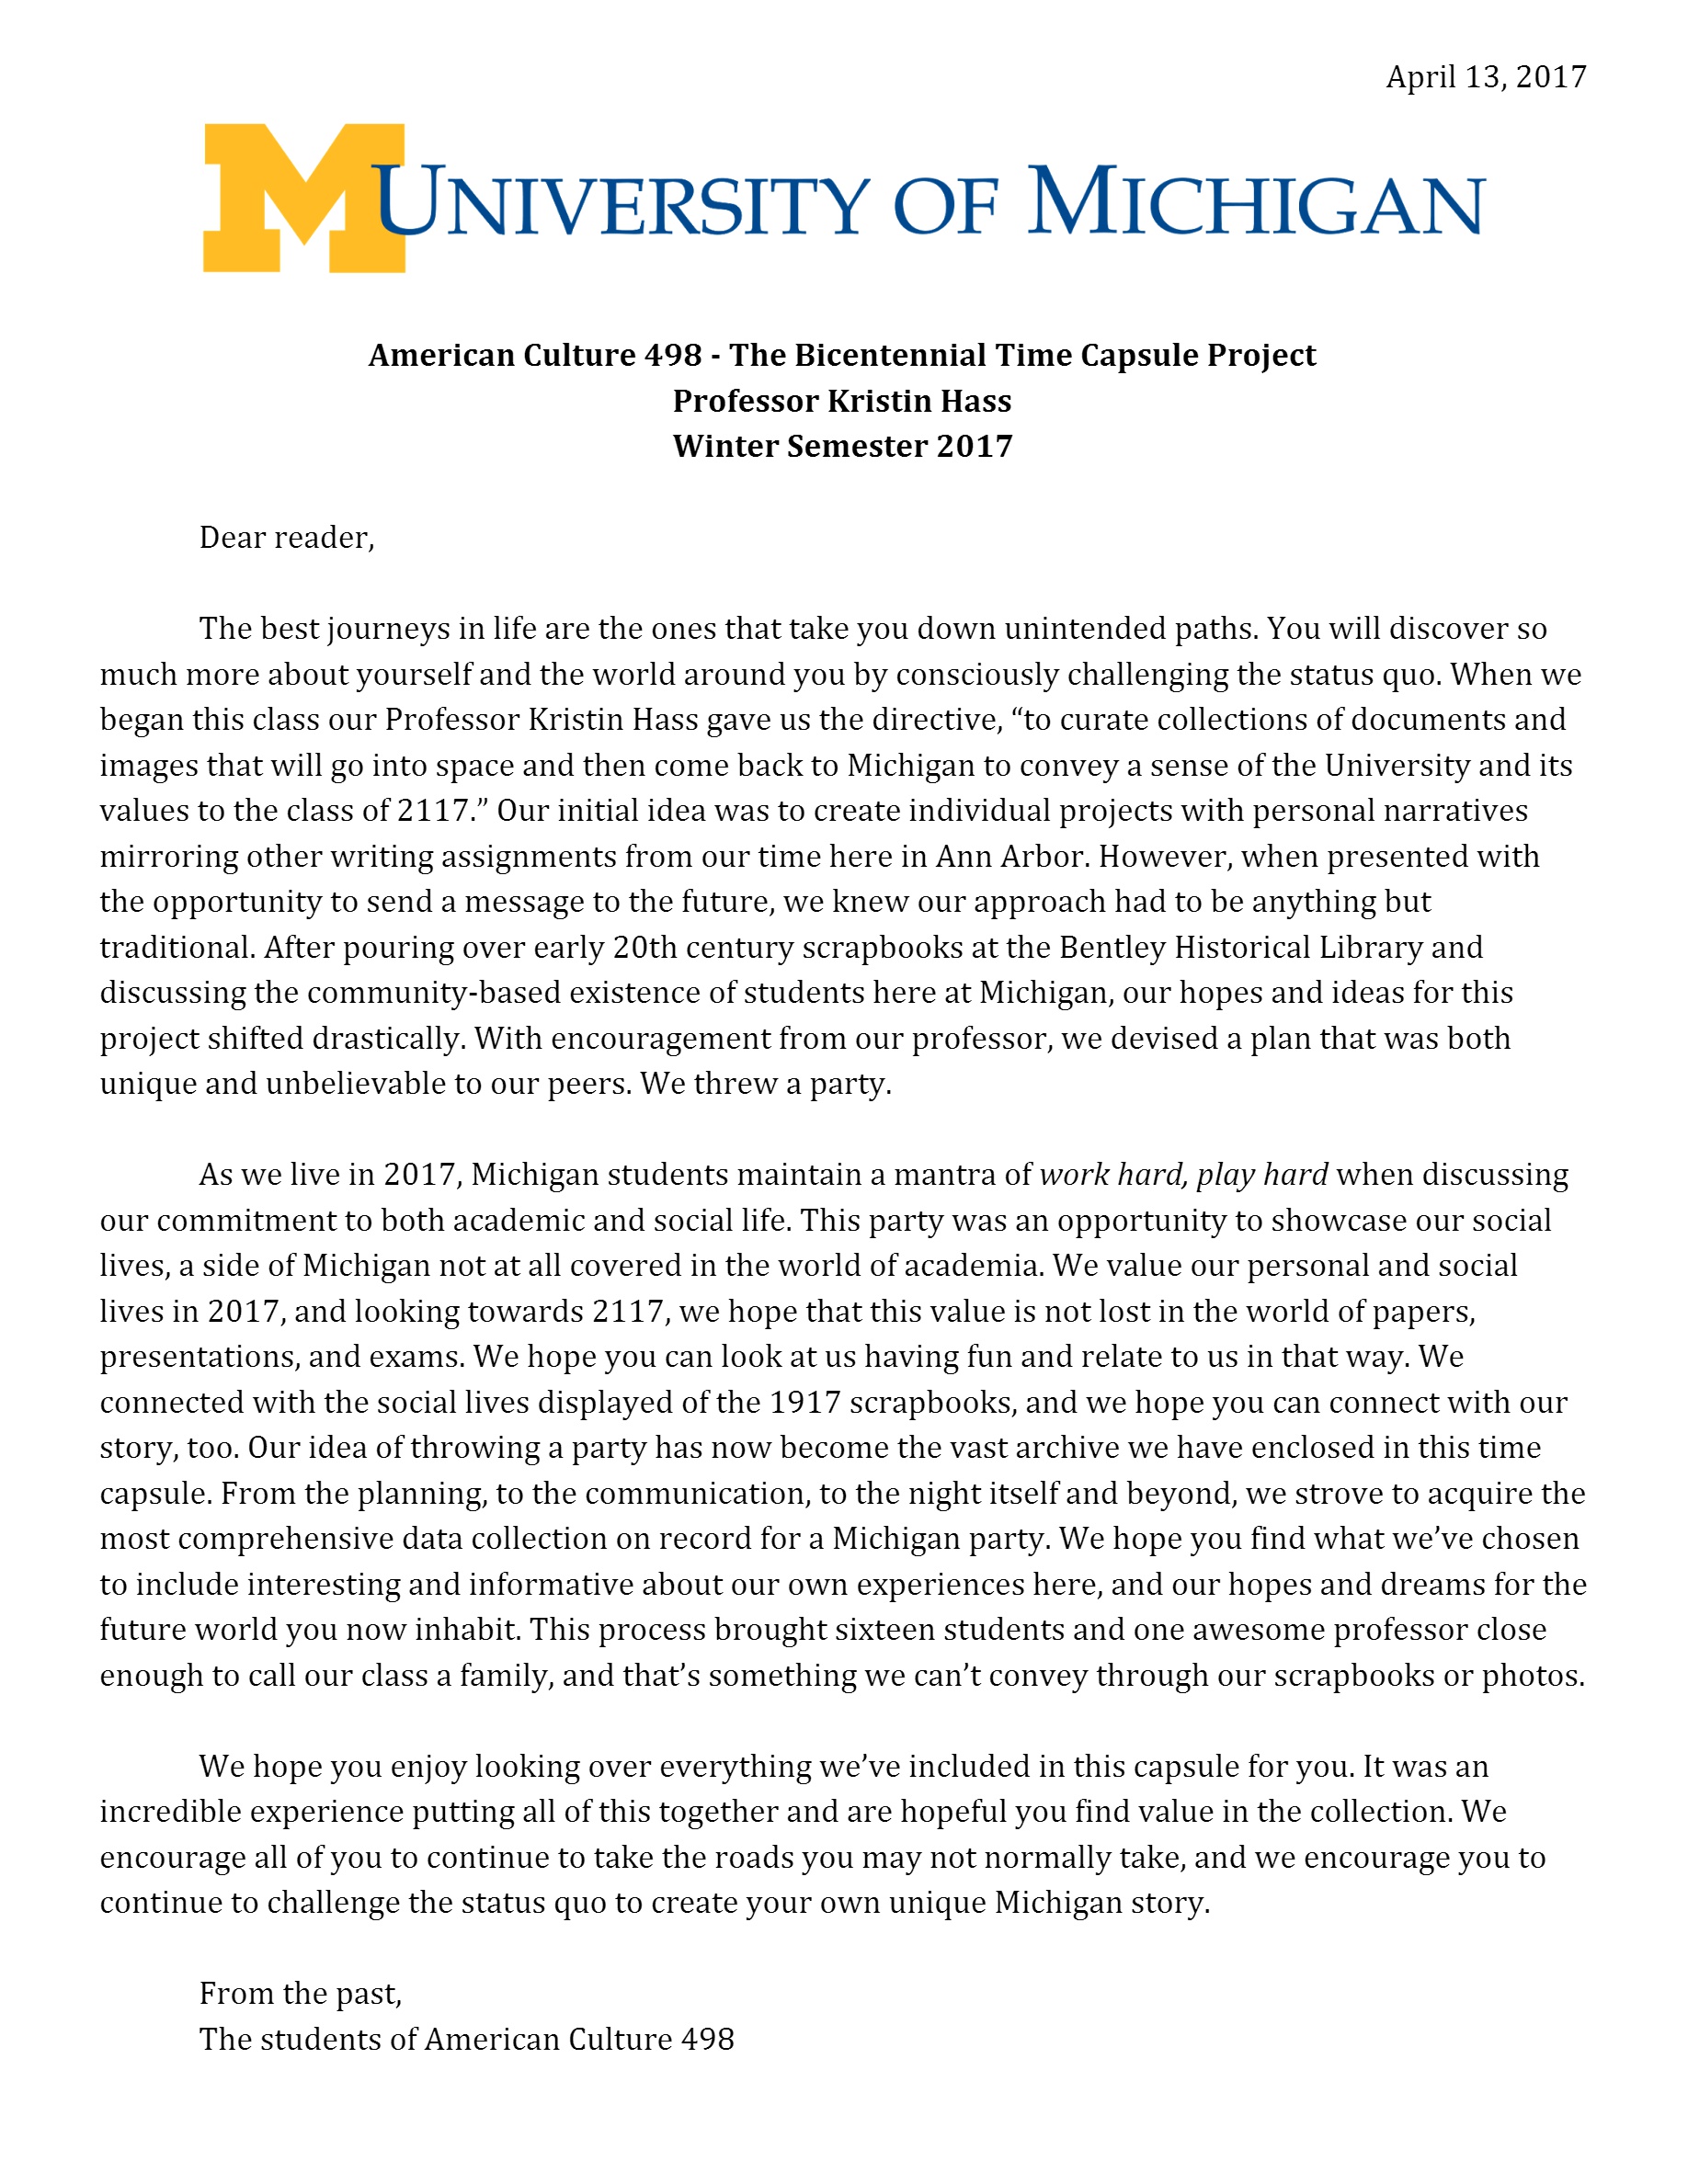 April 13, 2017
M UNIVERSITY OF MICHIGAN
American Culture 498 - The Bicentennial Time Capsule Project
Professor Kristin Hass
Winter Semester 2017
Dear reader,
The best journeys in life are the ones that take you down unintended paths. You will discover so
much more about yourself and the world around you by consciously challenging the status quo. When we
began this class our Professor Kristin Hass gave us the directive, “to curate collections of documents and
images that will go into space and then come back to Michigan to convey a sense of the University and its
values to the class of 2117.” Our initial idea was to create individual projects with personal narratives
mirroring other writing assignments from our time here in Ann Arbor. However, when presented with
the opportunity to send a message to the future, we knew our approach had to be anything but
traditional. After pouring over early 20th century scrapbooks at the Bentley Historical Library and
discussing the community-based existence of students here at Michigan, our hopes and ideas for this
project shifted drastically. With encouragement from our professor, we devised a plan that was both
unique and unbelievable to our peers. We threw a party.
As we live in 2017, Michigan students maintain a mantra of work hard, play hard when discussing
our commitment to both academic and social life. This party was an opportunity to showcase our social
lives, a side of Michigan not at all covered in the world of academia. We value our personal and social
lives in 2017, and looking towards 2117, we hope that this value is not lost in the world of papers,
presentations, and exams. We hope you can look at us having fun and relate to us in that way. We
connected with the social lives displayed of the 1917 scrapbooks, and we hope you can connect with our
story, too. Our idea of throwing a party has now become the vast archive we have enclosed in this time
capsule. From the planning, to the communication, to the night itself and beyond, we strove to acquire the
most comprehensive data collection on record for a Michigan party. We hope you find what we’ve chosen
to include interesting and informative about our own experiences here, and our hopes and dreams for the
future world you now inhabit. This process brought sixteen students and one awesome professor close
enough to call our class a family, and that’s something we can’t convey through our scrapbooks or photos.
We hope you enjoy looking over everything we’ve included in this capsule for you. It was an
incredible experience putting all of this together and are hopeful you find value in the collection. We
encourage all of you to continue to take the roads you may not normally take, and we encourage you to
continue to challenge the status quo to create your own unique Michigan story.
From the past,
The students of American Culture 498